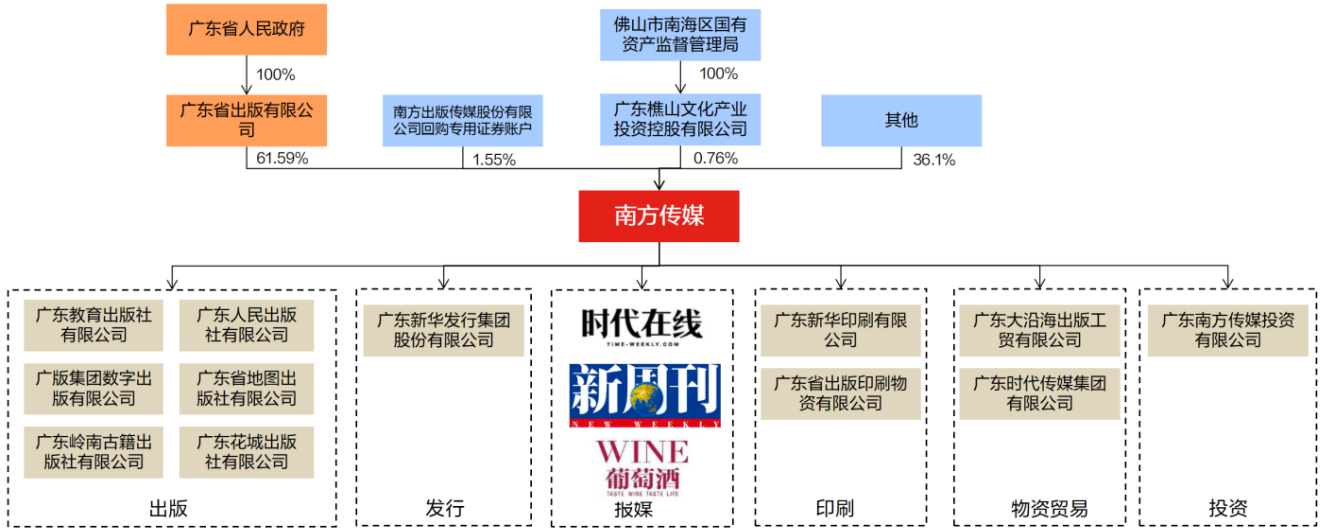 广东省人民政府
佛山市南海区国有
资产监督管理局
100%
100%
广东省出版有限公
司
南方出版传媒股份有限
公司回购专用证券账户
广东樵山文化产业
投资控股有限公司
其他
61.59%
1.55%
0.76%
36.1%
南方传媒
广东教育出版社
有限公司
广东人民出版
社有限公司
广版集团数字出
版有限公司
广东省地图出
版社有限公司
广东岭南古籍出
版社有限公司
广东花城出版
社有限公司
出版
广东新华发行集团
股份有限公司
发行
时代在线
TIME-WEEKLY.COM
新周刊
NEW WEEKLY
WINE
葡萄酒
TASTE WINE TASTE LIFE
报媒
广东新华印刷有限
公司
广东省出版印刷物
资有限公司
印刷
广东大沿海出版工
贸有限公司
广东时代传媒集团
有限公司
物资贸易
广东南方传媒投资
有限公司
投资